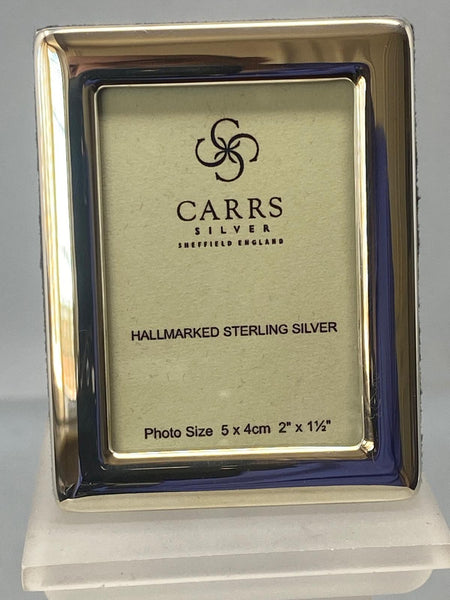 CARRS
SILVER
SHEFFIELD ENGLAND
HALLMARKED STERLING SILVER
Photo Size 5 x 4cm 2" x 1½"